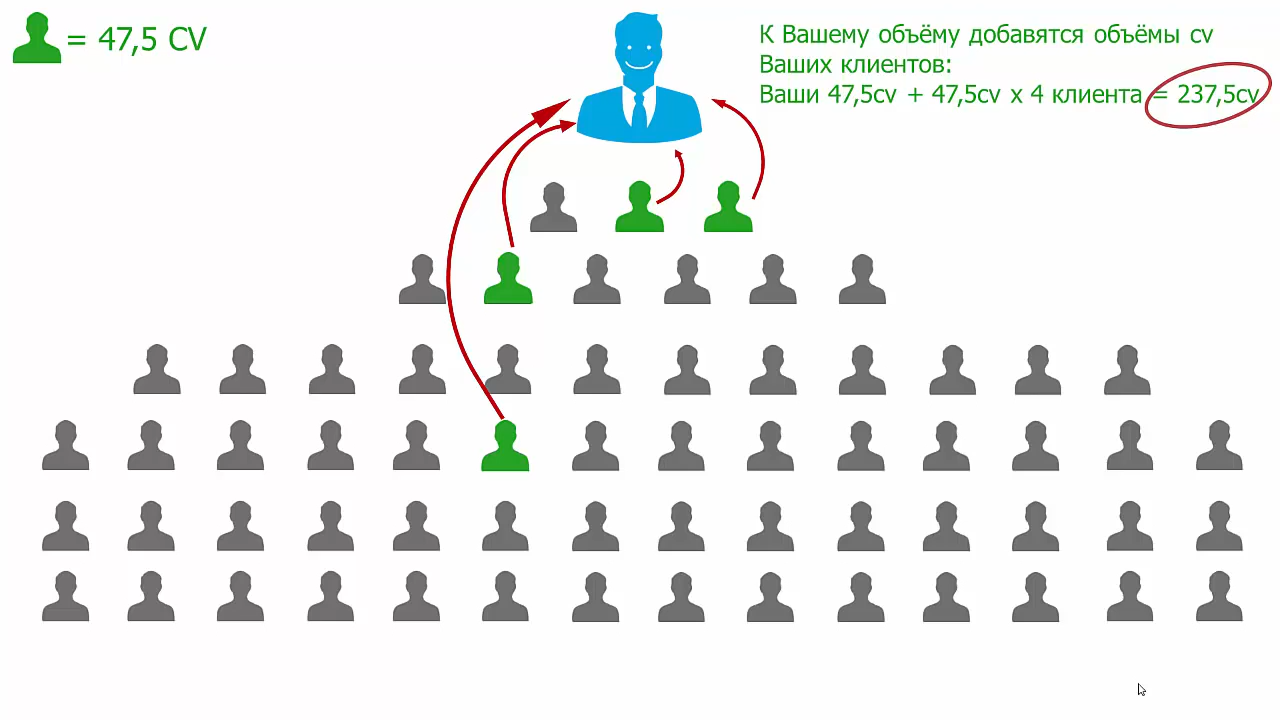 = 47,5 CV
К Вашему объёму добавятся объёмы cv
Ваших клиентов:
Ваши 47,5cv + 47,5cv x 4 клиента = 237,5cv